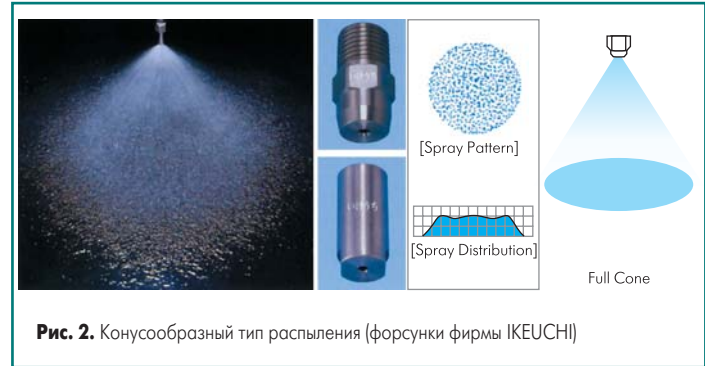 [Spray Pattern]
[Spray Distribution]
Full Cone
Рис. 2. Конусообразный тип распыления (форсунки фирмы IKEUCHI)